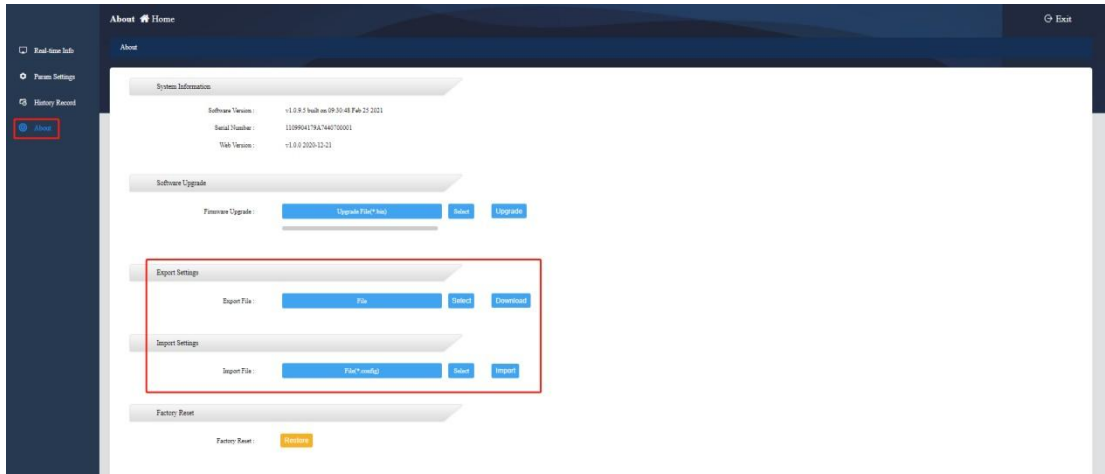 About Home
Exit
Real-time Info
Param Settings
History Record
About
About
System Information
Software Version : v1.0.9.5 built on 09:50:48 Feb 25 2021
Serial Number : 1109904179A7440700001
Web Version : v1.0.0 2020-12-21
Software Upgrade
Firmware Upgrade : Upgrade File(*.bin) Select Upgrade
Export Settings
Export File : File Select Download
Import Settings
Import File : File(*.config) Select Import
Factory Reset
Factory Reset : Restore